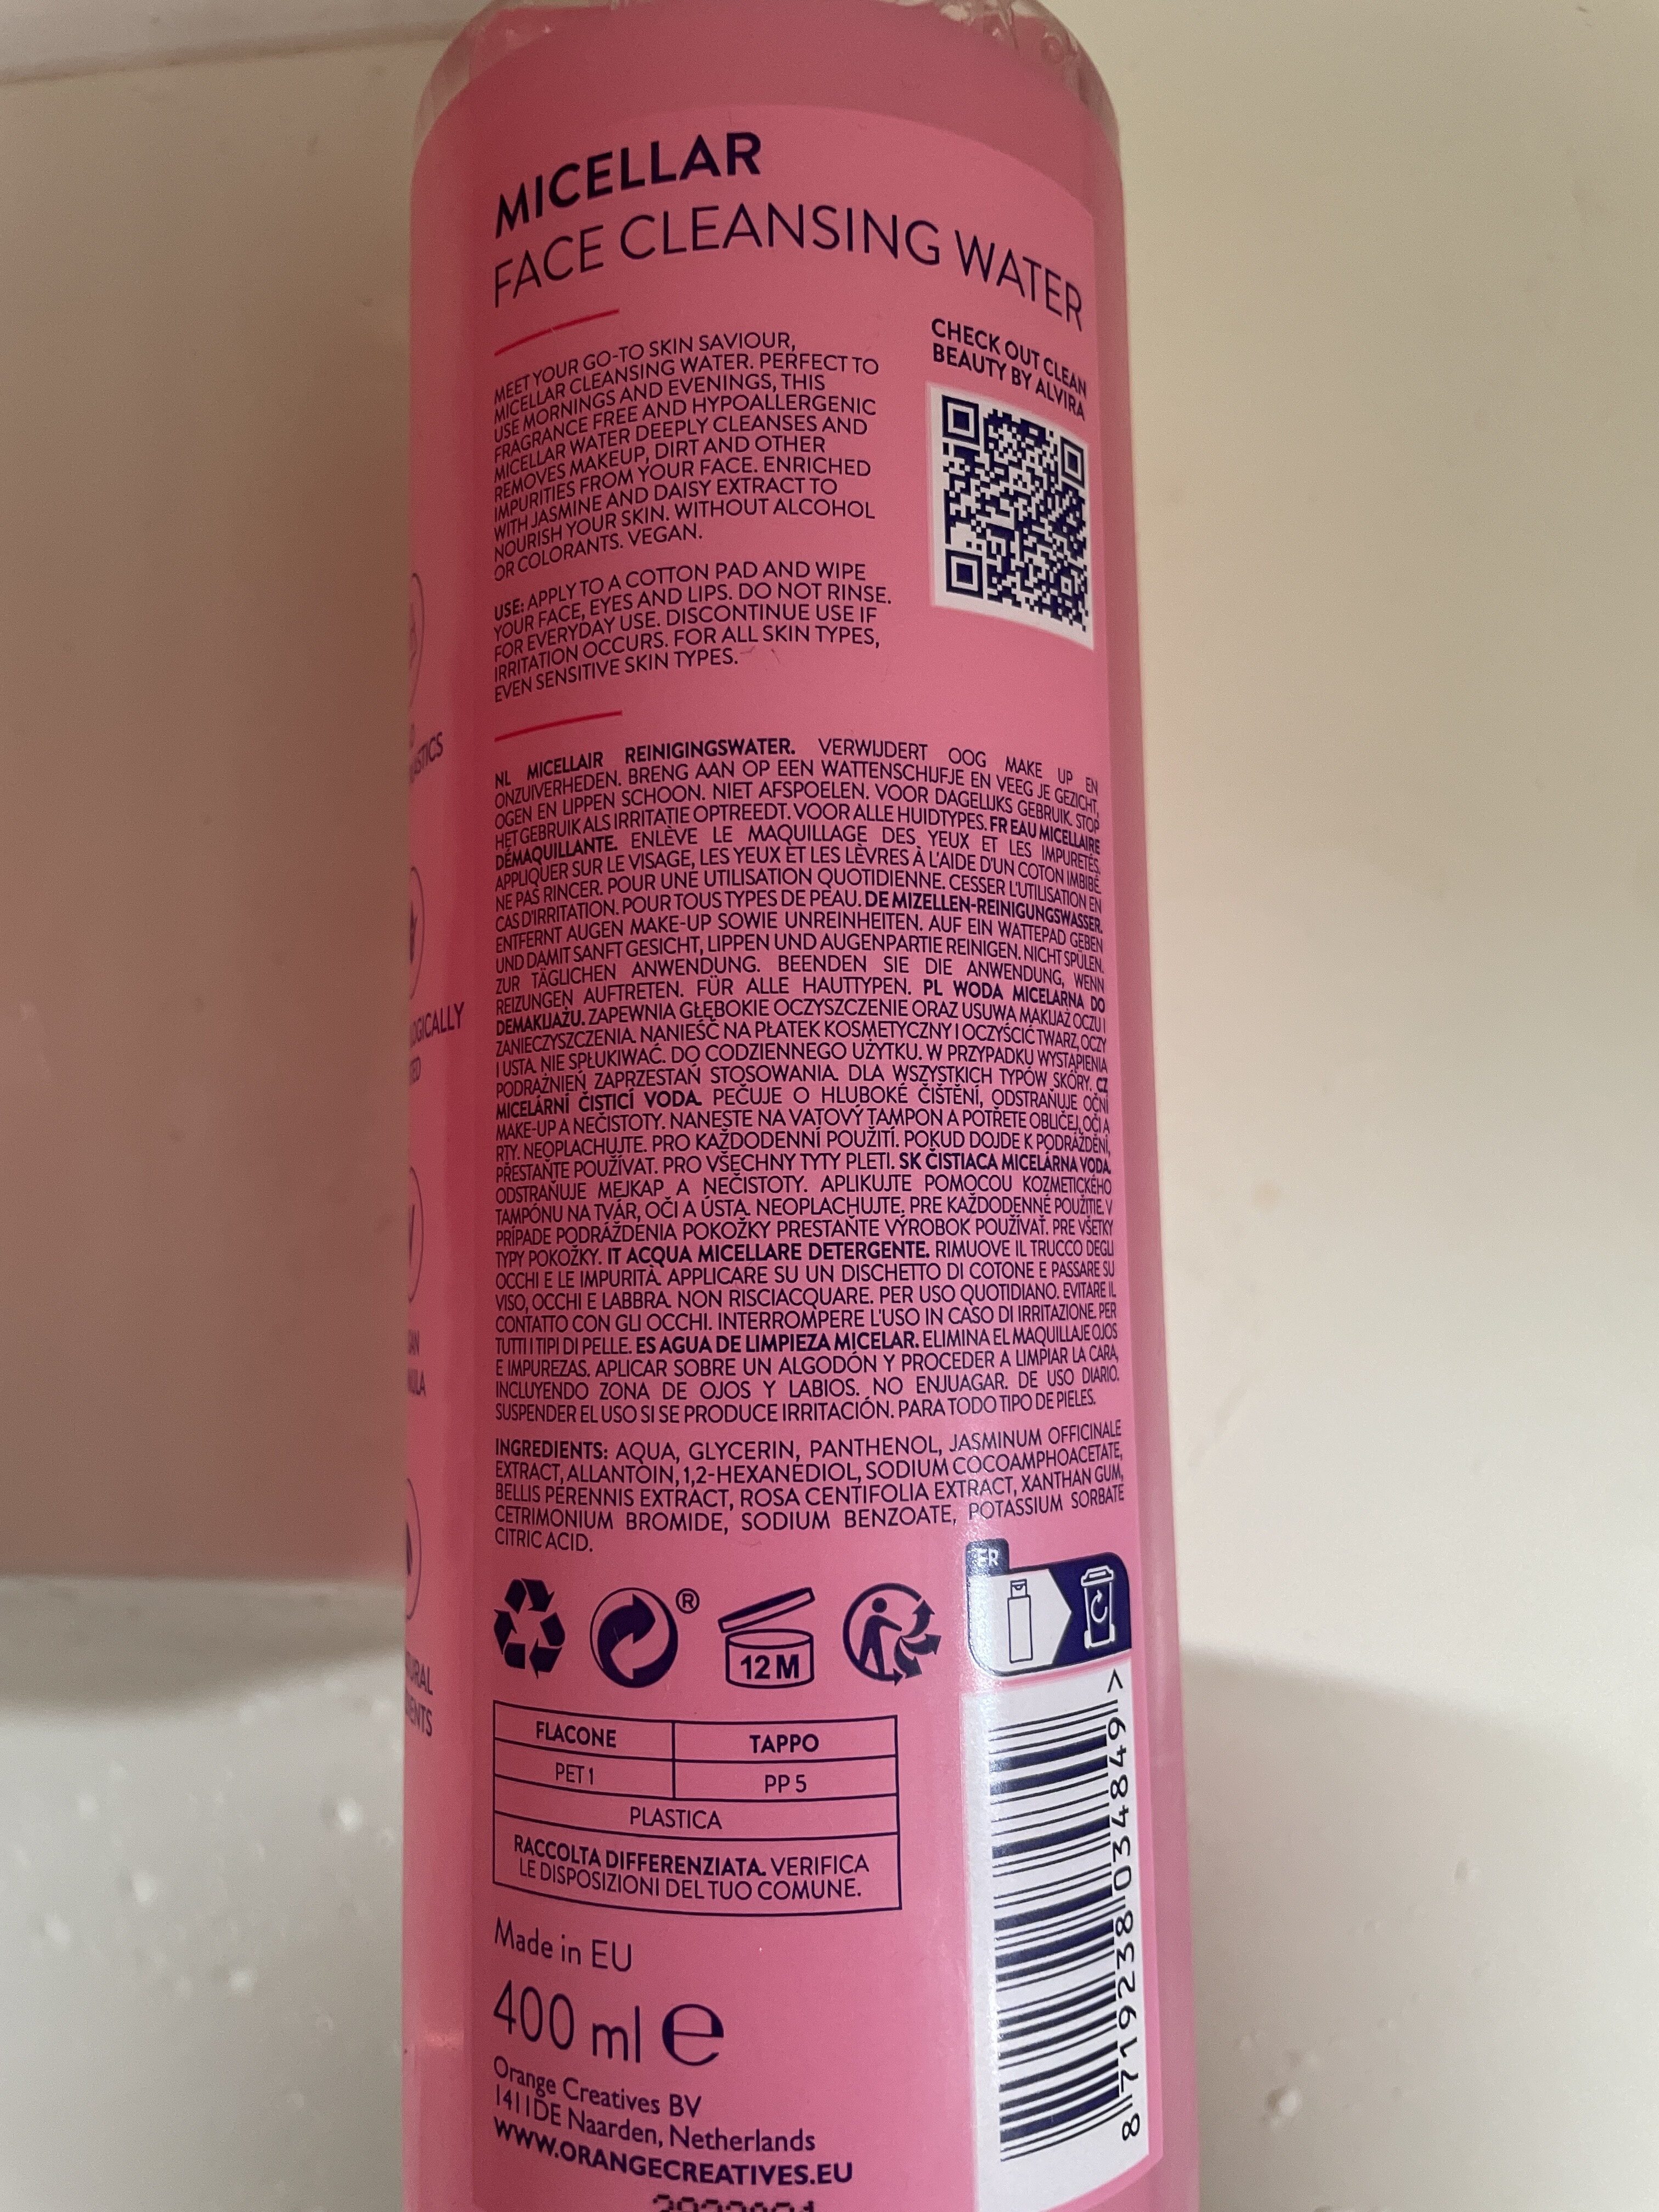 MICELLAR
FACE CLEANSING WATER
MEET YOUR GO-TO SKIN SAVIOUR,
MICELLAR CLEANSING WATER. PERFECT TO
USE MORNINGS AND EVENINGS, THIS
FRAGRANCE FREE AND HYPOALLERGENIC
MICELLAR WATER DEEPLY CLEANSES AND
REMOVES MAKEUP, DIRT AND OTHER
IMPURITIES FROM YOUR FACE. ENRICHED
WITH JASMINE AND DAISY EXTRACT TO
NOURISH YOUR SKIN. WITHOUT ALCOHOL
OR COLORANTS. VEGAN.
USE: APPLY TO A COTTON PAD AND WIPE
YOUR FACE, EYES AND LIPS. DO NOT RINSE.
FOR EVERYDAY USE. DISCONTINUE USE IF
IRRITATION OCCURS. FOR ALL SKIN TYPES,
EVEN SENSITIVE SKIN TYPES.
CHECK OUT CLEAN
BEAUTY BY ALVIRA
NL MICELLAIR REINIGINGSWATER. VERWIJDERT OOG MAKE UP EN
ONZUIVERHEDEN. BRENG AAN OP EEN WATTENSCHIJFJE EN VEEG JE GEZICHT,
OGEN EN LIPPEN SCHOON. NIET AFSPOELEN. VOOR DAGELIJKS GEBRUIK. STOP
HET GEBRUIK ALS IRRITATIE OPTREEDT. VOOR ALLE HUIDTYPES. FR EAU MICELLAIRE
DÉMAQUILLANTE. ENLÈVE LE MAQUILLAGE DES YEUX ET LES IMPURETÉS.
APPLIQUER SUR LE VISAGE, LES YEUX ET LES LÈVRES À L'AIDE D'UN COTON IMBIBÉ.
NE PAS RINCER. POUR UNE UTILISATION QUOTIDIENNE. CESSER L'UTILISATION EN
CAS D'IRRITATION. POUR TOUS TYPES DE PEAU. DE MIZELLEN-REINIGUNGSWASSER.
ENTFERNT AUGEN MAKE-UP SOWIE UNREINHEITEN. AUF EIN WATTEPAD GEBEN
UND DAMIT SANFT GESICHT, LIPPEN UND AUGENPARTIE REINIGEN. NICHT SPÜLEN.
ZUR TÄGLICHEN ANWENDUNG. BEENDEN SIE DIE ANWENDUNG, WENN
REIZUNGEN AUFTRETEN. FÜR ALLE HAUTTYPEN. PL WODA MICELARNA DO
DEMAKIJAŻU. ZAPEWNIA GŁĘBOKIE OCZYSZCZENIE ORAZ USUWA MAKIJAŻ OCZU I
ZANIECZYSZCZENIA. NANIEŚĆ NA PŁATEK KOSMETYCZNY I OCZYŚCIĆ TWARZ, OCZY
I USTA. NIE SPŁUKIWAĆ. DO CODZIENNEGO UŻYTKU. W PRZYPADKU WYSTĄPIENIA
PODRAŻNIEŃ ZAPRZESTAŃ STOSOWANIA. DLA WSZYSTKICH TYPÓW SKÓRY. CZ
MICELÁRNÍ ČISTICÍ VODA. PEČUJE O HLUBOKÉ ČIŠTĚNÍ, ODSTRAŇUJE OČNÍ
MAKE-UP A NEČISTOTY. NANESTE NA VATOVÝ TAMPON A POTŘETE OBLIČEJ, OČI A
RTY. NEOPLACHUJTE. PRO KAŽDODENNÍ POUŽITÍ. POKUD DOJDE K PODRÁŽDĚNÍ,
PŘESTAŇTE POUŽÍVAT. PRO VŠECHNY TYTY PLETI. SK ČISTIACA MICELÁRNA VODA.
ODSTRAŇUJE MEJKAP A NEČISTOTY. APLIKUJTE POMOCOU KOZMETICKÉHO
TAMPÓNU NA TVÁR, OČI A ÚSTA. NEOPLACHUJTE. PRE KAŽDODENNÉ POUŽITIE. V
PRÍPADE PODRÁŽDENIA POKOŽKY PRESTAŇTE VÝROBOK POUŽÍVAŤ. PRE VŠETKY
TYPY POKOŽKY. IT ACQUA MICELLARE DETERGENTE. RIMUOVE IL TRUCCO DEGLI
OCCHI E LE IMPURITÀ. APPLICARE SU UN DISCHETTO DI COTONE E PASSARE SU
VISO, OCCHI E LABBRA. NON RISCIACQUARE. PER USO QUOTIDIANO. EVITARE IL
CONTATTO CON GLI OCCHI. INTERROMPERE L'USO IN CASO DI IRRITAZIONE. PER
TUTTI I TIPI DI PELLE. ES AGUA DE LIMPIEZA MICELAR. ELIMINA EL MAQUILLAJE OJOS
E IMPUREZAS. APLICAR SOBRE UN ALGODÓN Y PROCEDER A LIMPIAR LA CARA,
INCLUYENDO ZONA DE OJOS Y LABIOS. NO ENJUAGAR. DE USO DIARIO.
SUSPENDER EL USO SI SE PRODUCE IRRITACIÓN. PARA TODO TIPO DE PIELES.
INGREDIENTS: AQUA, GLYCERIN, PANTHENOL, JASMINUM OFFICINALE
EXTRACT, ALLANTOIN, 1,2-HEXANEDIOL, SODIUM COCOAMPHOACETATE,
BELLIS PERENNIS EXTRACT, ROSA CENTIFOLIA EXTRACT, XANTHAN GUM,
CETRIMONIUM BROMIDE, SODIUM BENZOATE, POTASSIUM SORBATE
CITRIC ACID.
®
12 M
FR
FLACONE TAPPO
PET 1 PP 5
PLASTICA
RACCOLTA DIFFERENZIATA. VERIFICA
LE DISPOSIZIONI DEL TUO COMUNE.
8 719238 034849 >
Made in EU
400 ml e
Orange Creatives BV
1411DE Naarden, Netherlands
WWW.ORANGECREATIVES.EU